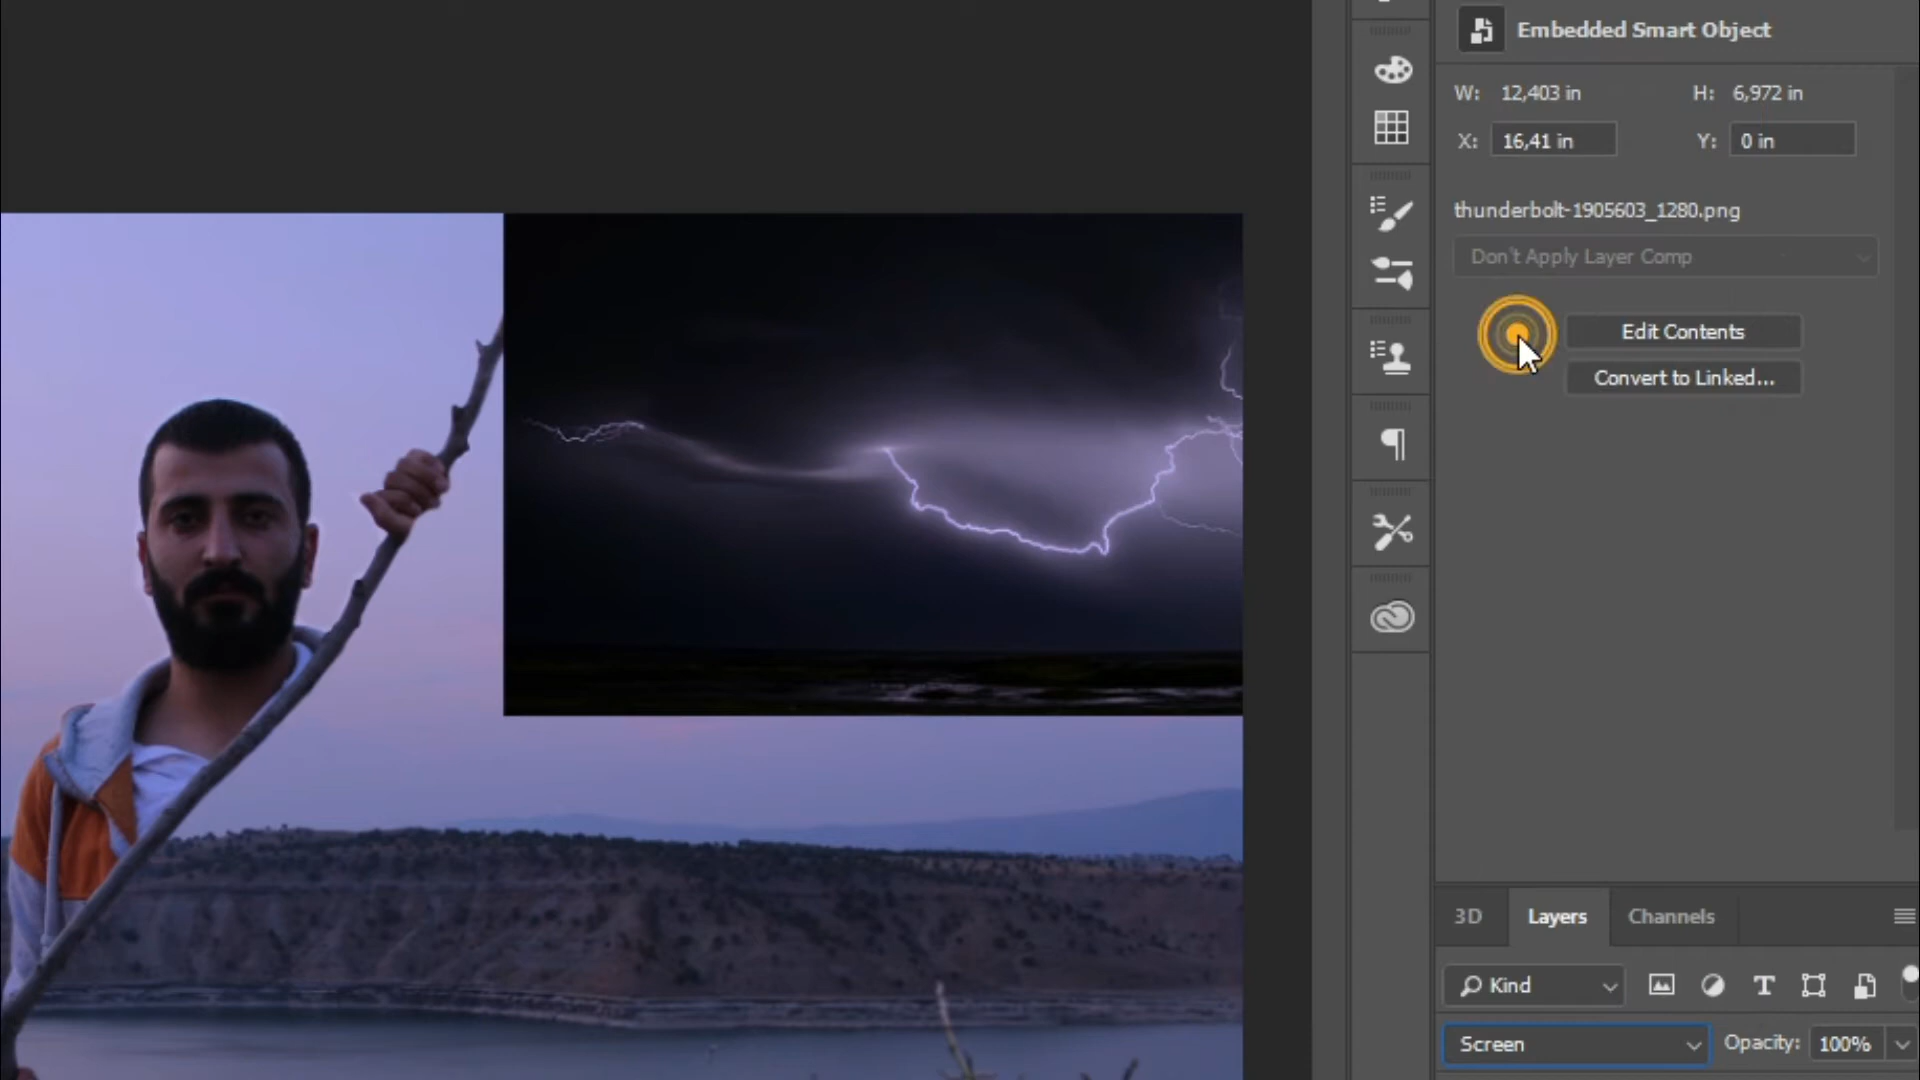 Embedded Smart Object
W: 12,403 in H: 6,972 in
X: 16,41 in Y: 0 in
thunderbolt-1905603_1280.png
Don't Apply Layer Comp
Edit Contents
Convert to Linked...
3D Layers Channels
Kind
Screen Opacity: 100%